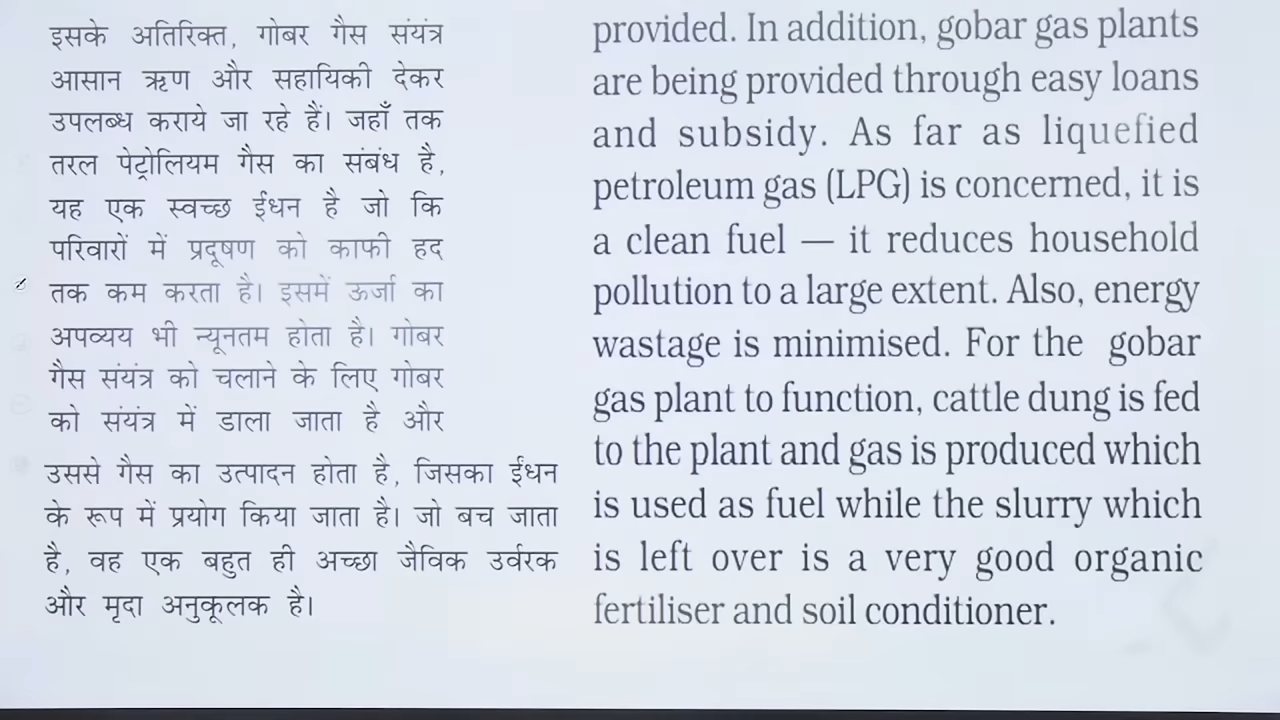 इसके अतिरिक्त, गोबर गैस संयंत्र
आसान ऋण और सहायिकी देकर
उपलब्ध कराये जा रहे हैं। जहाँ तक
तरल पेट्रोलियम गैस का संबंध है,
यह एक स्वच्छ ईंधन है जो कि
परिवारों में प्रदूषण को काफी हद
तक कम करता है। इसमें ऊर्जा का
अपव्यय भी न्यूनतम होता है। गोबर
गैस संयंत्र को चलाने के लिए गोबर
को संयंत्र में डाला जाता है और
उससे गैस का उत्पादन होता है, जिसका ईंधन
के रूप में प्रयोग किया जाता है। जो बच जाता
है, वह एक बहुत ही अच्छा जैविक उर्वरक
और मृदा अनुकूलक है।
provided. In addition, gobar gas plants
are being provided through easy loans
and subsidy. As far as liquefied
petroleum gas (LPG) is concerned, it is
a clean fuel — it reduces household
pollution to a large extent. Also, energy
wastage is minimised. For the gobar
gas plant to function, cattle dung is fed
to the plant and gas is produced which
is used as fuel while the slurry which
is left over is a very good organic
fertiliser and soil conditioner.